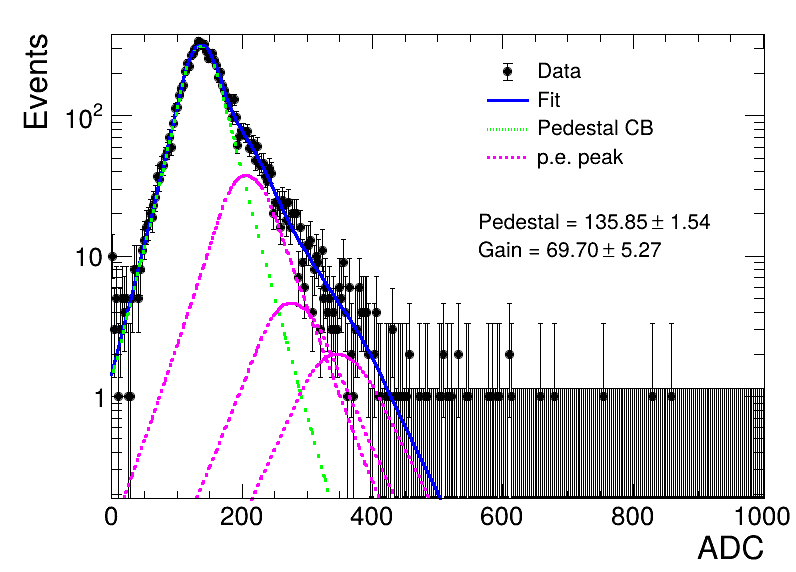 Events
10²
10
1
Data
Fit
Pedestal CB
p.e. peak
Pedestal = 135.85 ± 1.54
Gain = 69.70 ± 5.27
0 200 400 600 800 1000
ADC